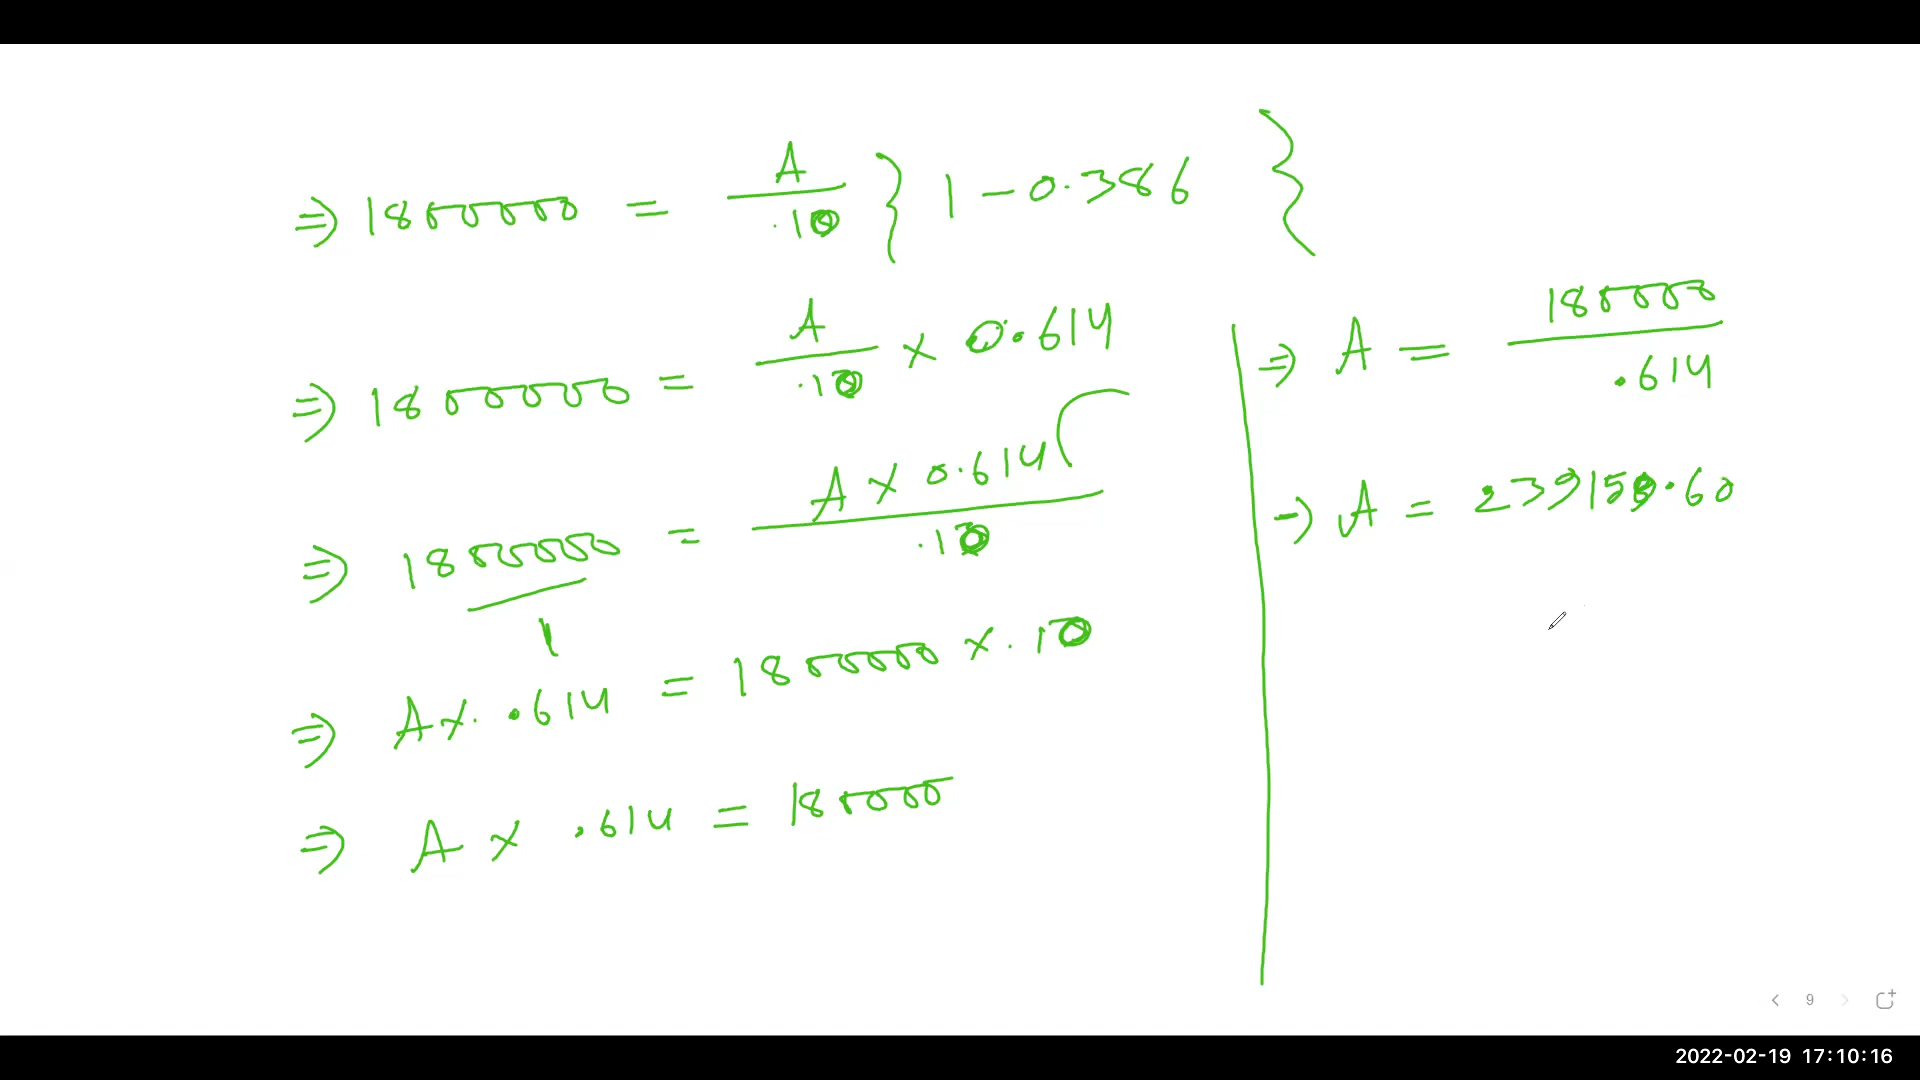 ⇒ 1800000 = A/.10 } 1 - 0.386 }
⇒ 1800000 = A/.10 × 0.614
⇒ 1800000/1 = A × 0.614/.10
⇒ A × .614 = 1800000 × .10
⇒ A × .614 = 180000
⇒ A = 180000/.614
⇒ A = 239159.60
9
2022-02-19 17:10:16